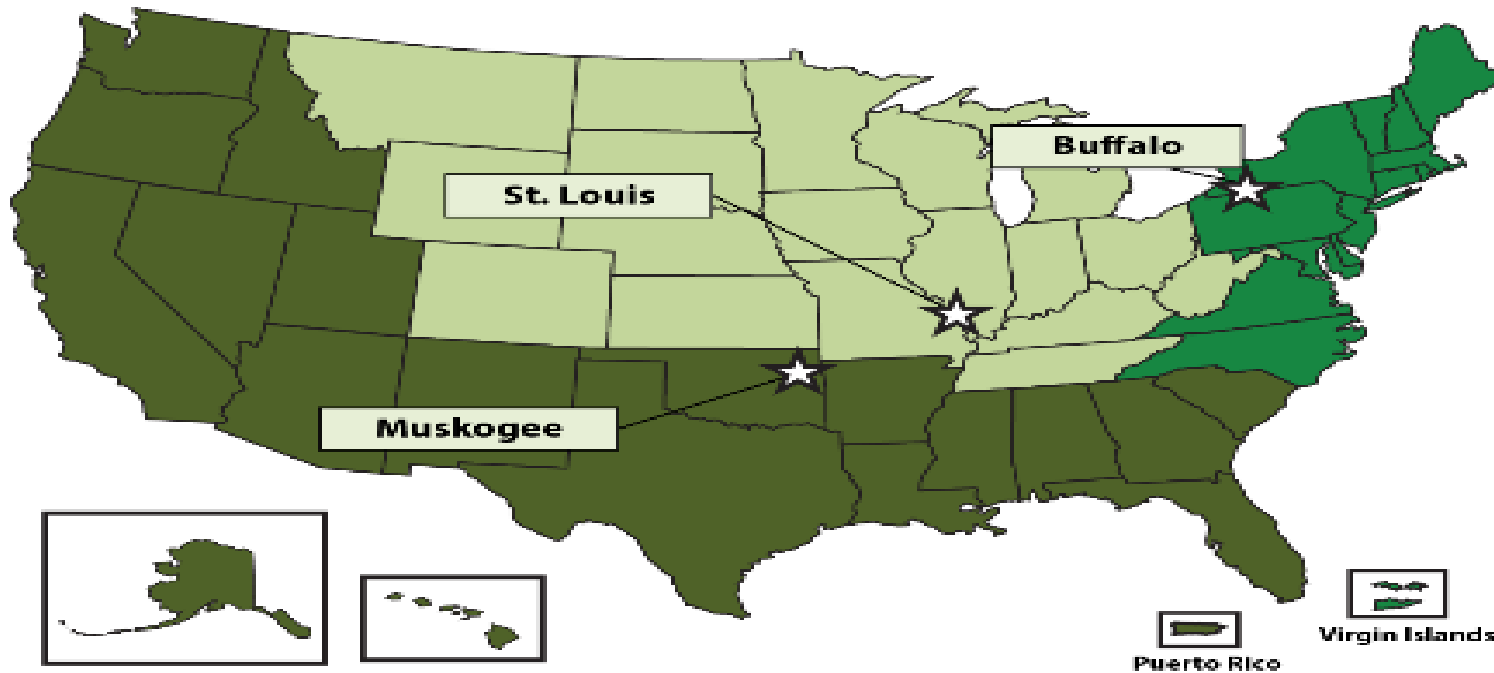 Buffalo
St. Louis
Muskogee
Virgin Islands
Puerto Rico